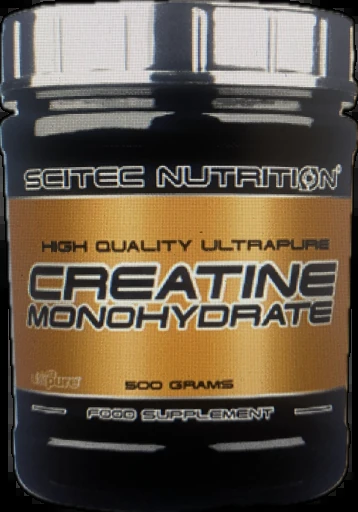 SCITEC NUTRITION
HIGH QUALITY ULTRAPURE
CREATINE
MONOHYDRATE
500 GRAMS
FOOD SUPPLEMENT